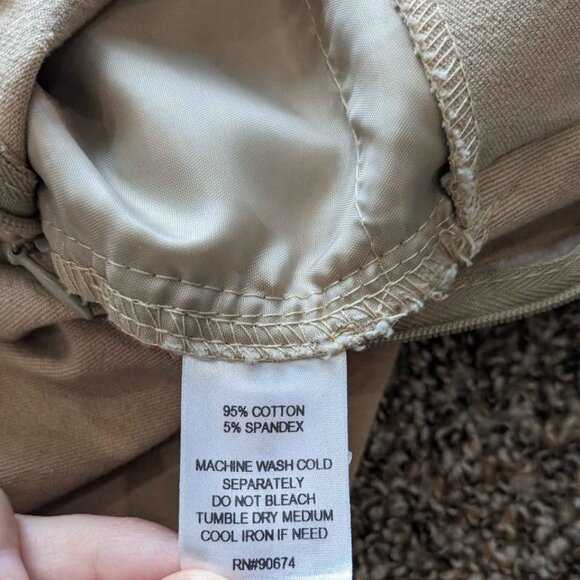 95% COTTON
5% SPANDEX
MACHINE WASH COLD
SEPARATELY
DO NOT BLEACH
TUMBLE DRY MEDIUM
COOL IRON IF NEED
RN#90674